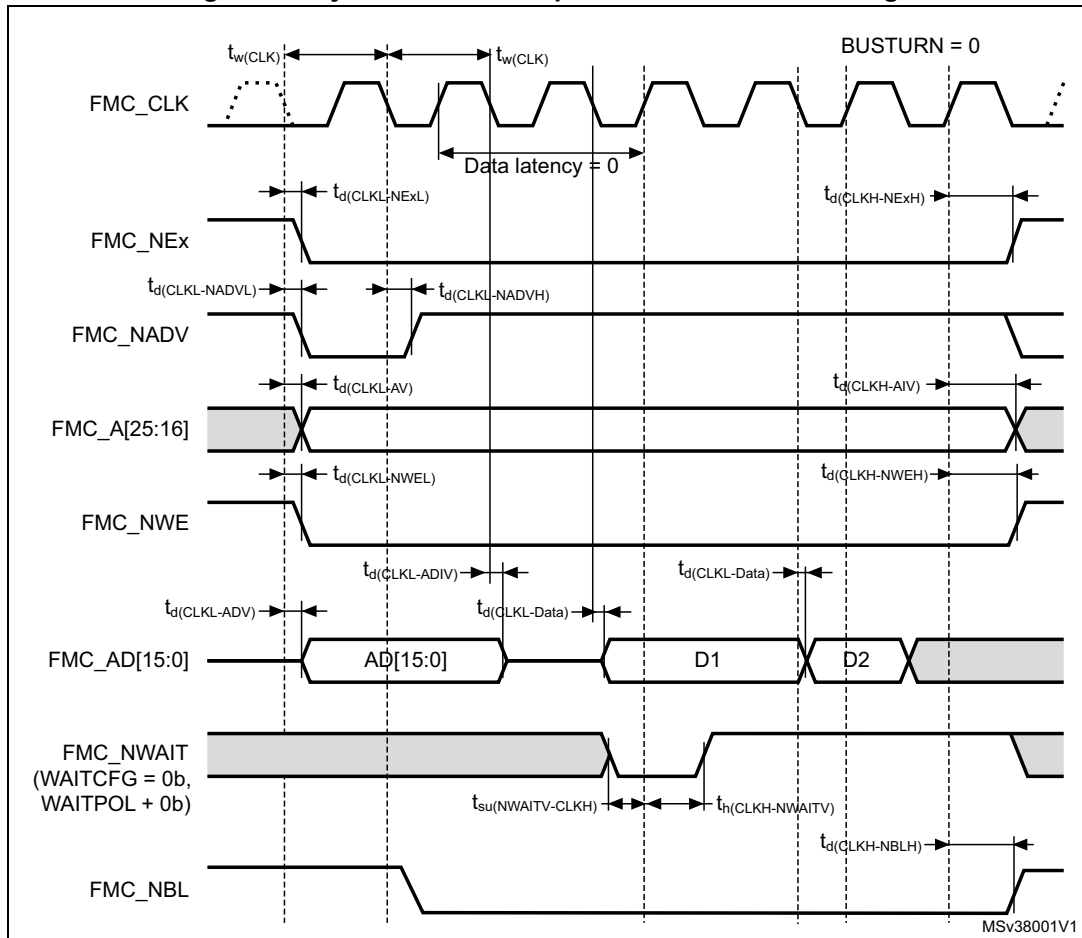 BUSTURN = 0
tw(CLK) tw(CLK)
FMC_CLK
Data latency = 0
td(CLKL-NExL) td(CLKH-NExH)
FMC_NEx
td(CLKL-NADVL) td(CLKL-NADVH)
FMC_NADV
td(CLKL-AV) td(CLKH-AIV)
FMC_A[25:16]
td(CLKL-NWEL) td(CLKH-NWEH)
FMC_NWE
td(CLKL-ADIV) td(CLKL-Data)
td(CLKL-ADV) td(CLKL-Data)
FMC_AD[15:0] AD[15:0] D1 D2
FMC_NWAIT
(WAITCFG = 0b,
WAITPOL + 0b)
tsu(NWAITV-CLKH) th(CLKH-NWAITV)
td(CLKH-NBLH)
FMC_NBL
MSv38001V1